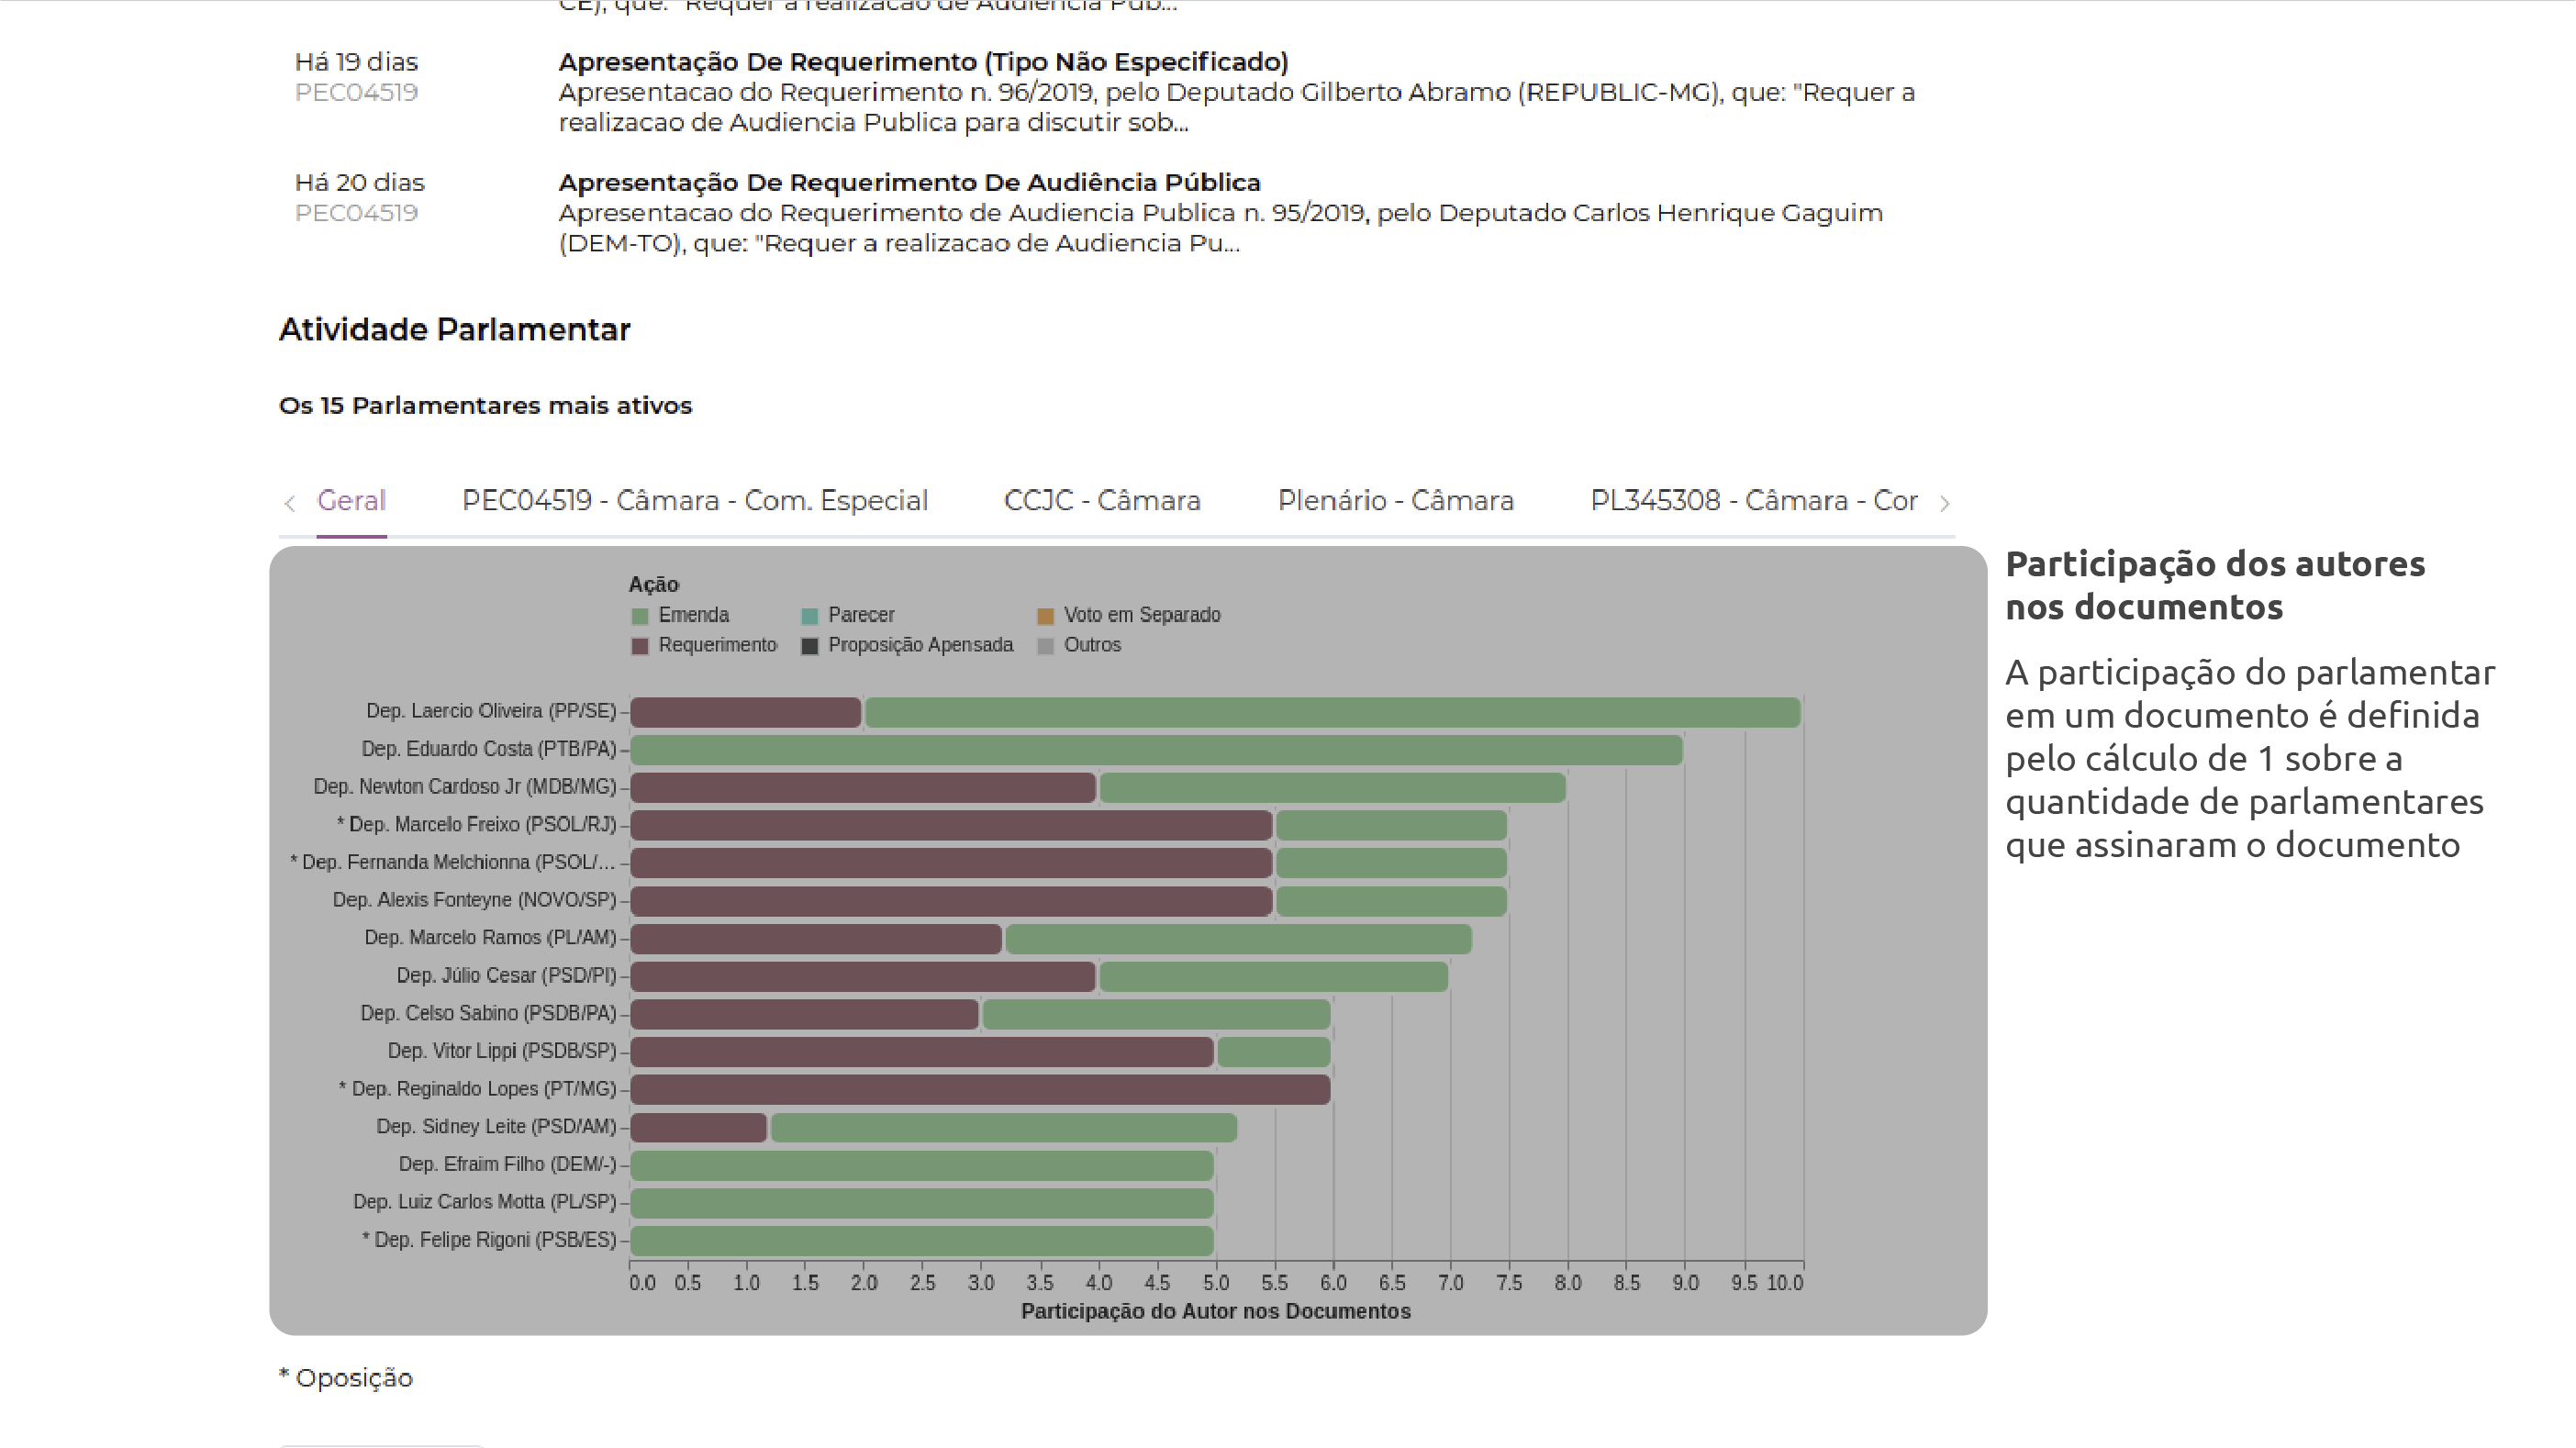 CE), que: "Requer a realizacao de Audiencia Pub...
Há 19 dias
PEC04519
Apresentação De Requerimento (Tipo Não Especificado)
Apresentacao do Requerimento n. 96/2019, pelo Deputado Gilberto Abramo (REPUBLIC-MG), que: "Requer a
realizacao de Audiencia Publica para discutir sob...
Há 20 dias
PEC04519
Apresentação De Requerimento De Audiência Pública
Apresentacao do Requerimento de Audiencia Publica n. 95/2019, pelo Deputado Carlos Henrique Gaguim
(DEM-TO), que: "Requer a realizacao de Audiencia Pu...
Atividade Parlamentar
Os 15 Parlamentares mais ativos
Geral PEC04519 - Câmara - Com. Especial CCJC - Câmara Plenário - Câmara PL345308 - Câmara - Cor
Ação
Emenda Parecer Voto em Separado
Requerimento Proposição Apensada Outros
Dep. Laercio Oliveira (PP/SE)
Dep. Eduardo Costa (PTB/PA)
Dep. Newton Cardoso Jr (MDB/MG)
* Dep. Marcelo Freixo (PSOL/RJ)
* Dep. Fernanda Melchionna (PSOL/...
Dep. Alexis Fonteyne (NOVO/SP)
Dep. Marcelo Ramos (PL/AM)
Dep. Júlio Cesar (PSD/PI)
Dep. Celso Sabino (PSDB/PA)
Dep. Vitor Lippi (PSDB/SP)
* Dep. Reginaldo Lopes (PT/MG)
Dep. Sidney Leite (PSD/AM)
Dep. Efraim Filho (DEM/-)
Dep. Luiz Carlos Motta (PL/SP)
* Dep. Felipe Rigoni (PSB/ES)
0.0 0.5 1.0 1.5 2.0 2.5 3.0 3.5 4.0 4.5 5.0 5.5 6.0 6.5 7.0 7.5 8.0 8.5 9.0 9.5 10.0
Participação do Autor nos Documentos
Participação dos autores
nos documentos
A participação do parlamentar
em um documento é definida
pelo cálculo de 1 sobre a
quantidade de parlamentares
que assinaram o documento
* Oposição